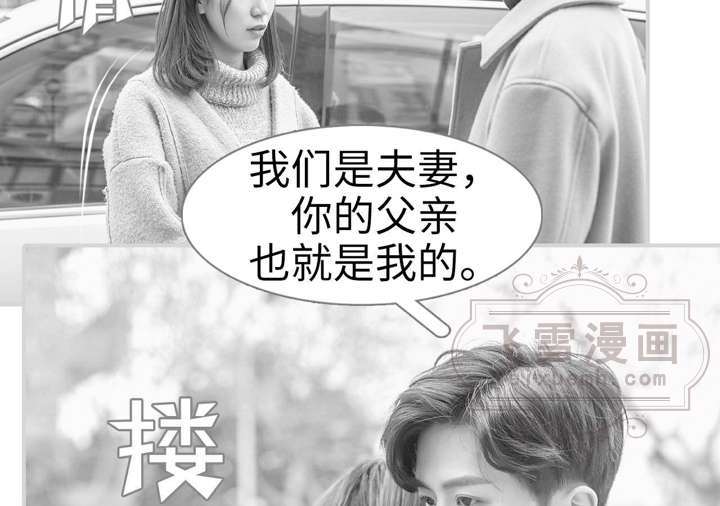 我们是夫妻，
你的父亲
也就是我的。
飞雪漫画
搂